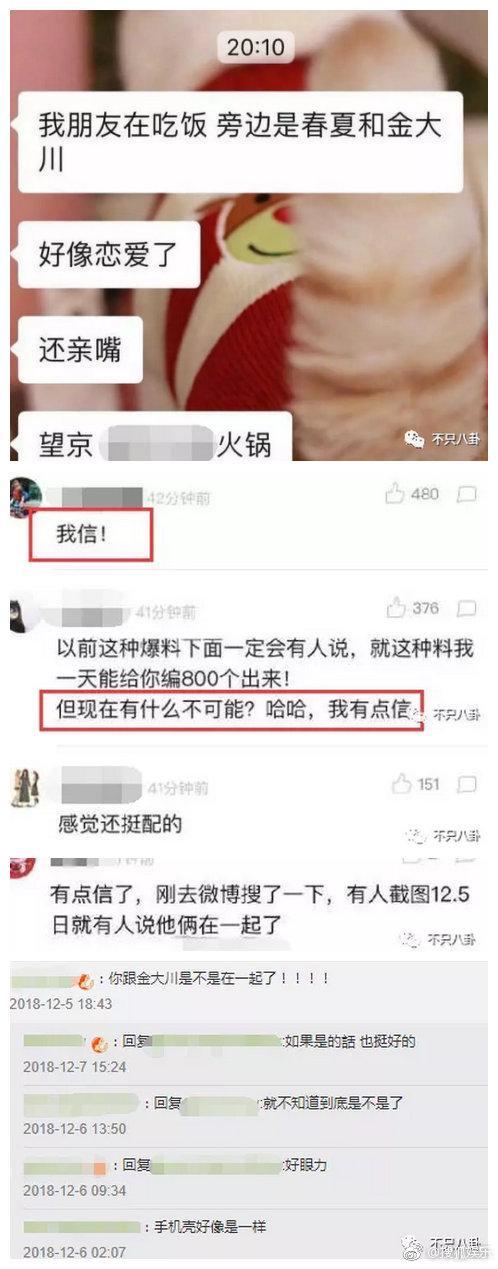 20:10
我朋友在吃饭 旁边是春夏和金大
川
好像恋爱了
还亲嘴
望京 火锅
不只八卦
42分钟前
480
我信！
41分钟前
376
以前这种爆料下面一定会有人说，就这种料我
一天能给你编800个出来！
但现在有什么不可能？哈哈，我有点信
不只八卦
41分钟前
151
感觉还挺配的
不只八卦
有点信了，刚去微博搜了一下，有人截图12.5
日就有人说他俩在一起了
不只八卦
：你跟金大川是不是在一起了！！！！
2018-12-5 18:43
：回复 :如果是的話 也挺好的
2018-12-7 15:24
：回复 :就不知道到底是不是了
2018-12-6 13:50
：回复 :好眼力
2018-12-6 09:34
：手机壳好像是一样
2018-12-6 02:07
不只八卦
@搜狐娱乐